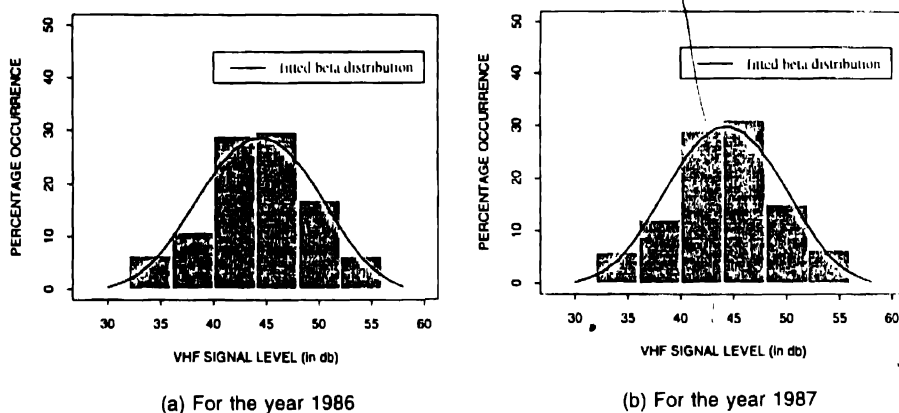 50
40
30
20
10
0
PERCENTAGE OCCURRENCE
fitted beta distribution
30 35 40 45 50 55 60
VHF SIGNAL LEVEL (in db)
(a) For the year 1986
50
40
30
20
10
0
PERCENTAGE OCCURRENCE
fitted beta distribution
30 35 40 45 50 55 60
VHF SIGNAL LEVEL (in db)
(b) For the year 1987